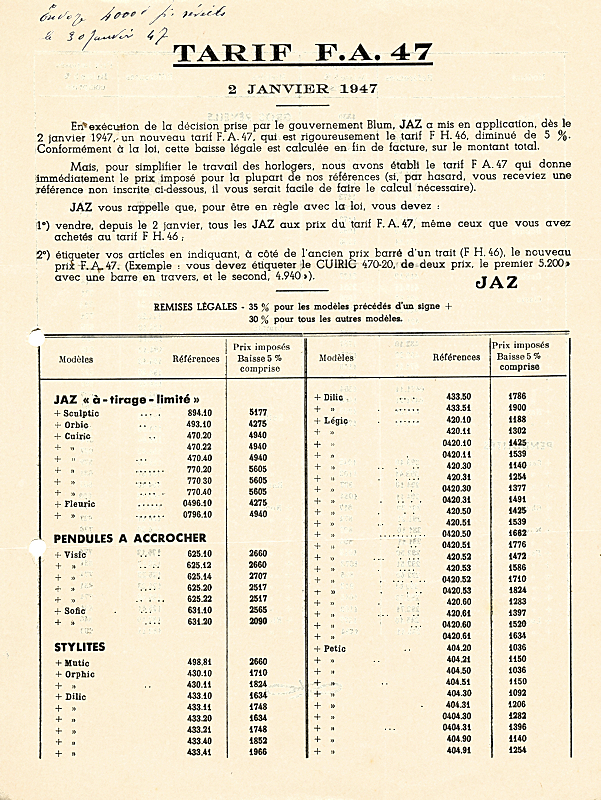 le 30 Janvier 47
TARIF F.A. 47
2 JANVIER 1947
En exécution de la décision prise par le gouvernement Blum, JAZ a mis en application, dès le
2 janvier 1947, un nouveau tarif F. A. 47, qui est rigoureusement le tarif F H. 46, diminué de 5 %.
Conformément à la loi, cette baisse légale est calculée en fin de facture, sur le montant total.
Mais, pour simplifier le travail des horlogers, nous avons établi le tarif F A. 47 qui donne
immédiatement le prix imposé pour la plupart de nos références (si, par hasard, vous receviez une
référence non inscrite ci-dessous, il vous serait facile de faire le calcul nécessaire).
JAZ vous rappelle que, pour être en règle avec la loi, vous devez :
1°) vendre, depuis le 2 janvier, tous les JAZ aux prix du tarif F. A. 47, même ceux que vous avez
achetés au tarif F H. 46 ;
2°) étiqueter vos articles en indiquant, à côté de l'ancien prix barré d'un trait (F H. 46), le nouveau
prix F. A. 47. (Exemple : vous devez étiqueter le CUIRIC 470-20, de deux prix, le premier 5.200»
avec une barre en travers, et le second, 4.940»).
JAZ
REMISES LÉGALES - 35 % pour les modèles précédés d'un signe +
30 % pour tous les autres modèles.
Modèles Références Prix imposés Baisse 5 % comprise
JAZ « à - tirage - limité »
+ Sculptic .... 894.10 5177
+ Orbic .. 493.10 4275
+ Cuiric .. 470.20 4940
+ » 470.22 4940
+ » .... 470.40 4940
+ » ....... 770.20 5605
+ » ..... 770.30 5605
+ » ..... 770.40 5605
+ Fleuric ...... 0496.10 4275
+ » ..... 0796.10 4940
PENDULES A ACCROCHER
+ Visic .... 625.10 2660
+ » .... 625.12 2660
+ » .... 625.14 2707
+ » ..... 625.20 2517
+ » ...... 625.22 2517
+ Sofic . .... 631.10 2565
+ » .... 631.20 2090
STYLITES
+ Mutic 498.81 2660
+ Orphic 430.10 1710
+ » .. 430.11 1824
+ Dilic 433.10 1634
+ » 433.11 1748
+ » 433.20 1634
+ » 433.21 1748
+ » 433.40 1852
+ » 433.41 1966
Modèles Références Prix imposés Baisse 5 % comprise
+ Dilic .... 433.50 1786
+ » .... 433.51 1900
+ Légic ...... 420.10 1188
+ » 420.11 1302
+ » 0420.10 1425
+ » 0420.11 1539
+ » 420.30 1140
+ » 420.31 1254
+ » 0420.30 1377
+ » 0420.31 1491
+ » 420.50 1425
+ » 420.51 1539
+ » 0420.50 1682
+ » 0420.51 1776
+ » 420.52 1472
+ » 420.53 1586
+ » 0420.52 1710
+ » 0420.53 1824
+ » 420.60 1283
+ » 420.61 1397
+ » 0420.60 1520
+ » 0420.61 1634
+ Petic 404.20 1036
+ » .. 404.21 1150
+ » 404.50 1036
+ » .. 404.51 1150
+ » 404.30 1092
+ » 404.31 1206
+ » 0404.30 1282
+ » ... 0404.31 1396
+ » 404.90 1140
+ » 404.91 1254